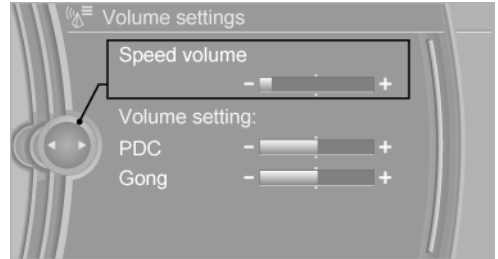 Volume settings
Speed volume
- +
Volume setting:
PDC - +
Gong - +